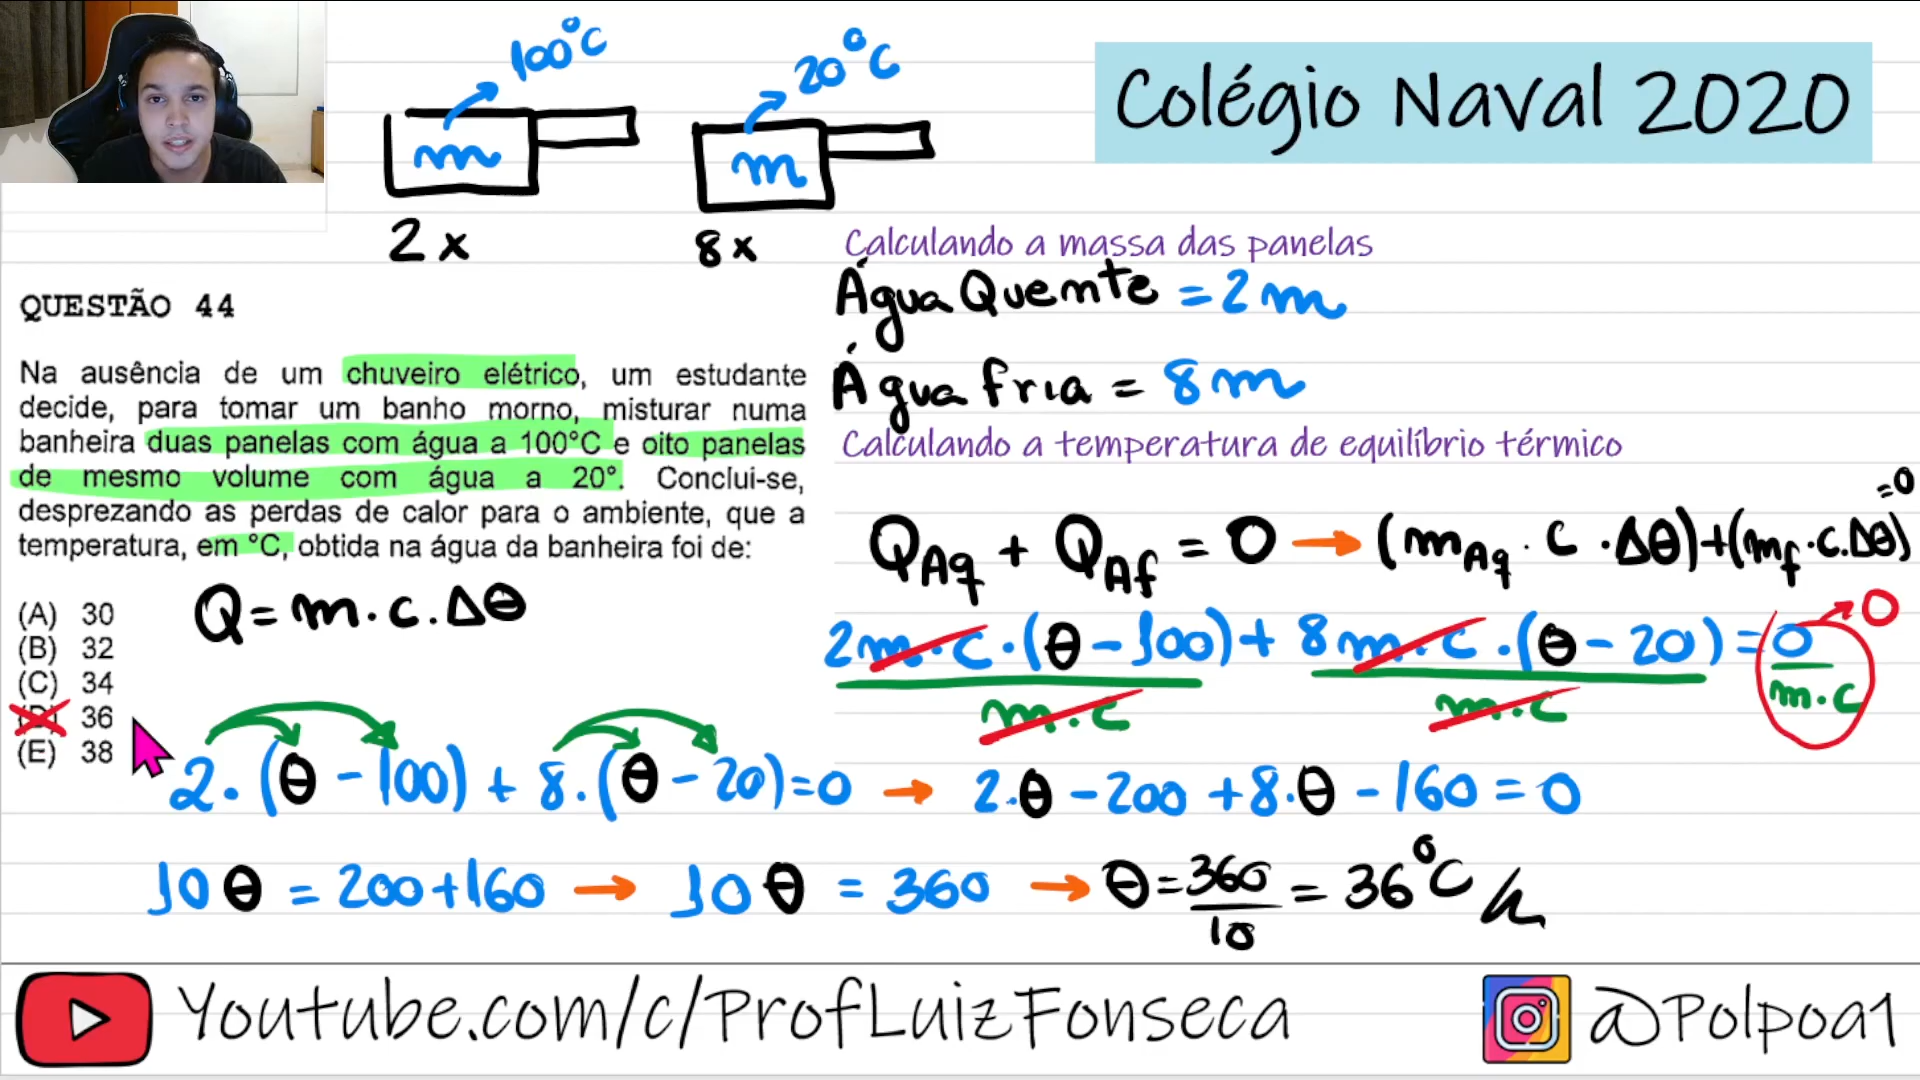 100°C
20°C
Colégio Naval 2020
m
m
2x
8x
Calculando a massa das panelas
Água Quente = 2m
Água fria = 8m
QUESTÃO 44
Na ausência de um chuveiro elétrico, um estudante
decide, para tomar um banho morno, misturar numa
banheira duas panelas com água a 100°C e oito panelas
de mesmo volume com água a 20°. Conclui-se,
desprezando as perdas de calor para o ambiente, que a
temperatura, em °C, obtida na água da banheira foi de:
(A) 30
(B) 32
(C) 34
(D) 36
(E) 38
Q = m.c.Δθ
Calculando a temperatura de equilíbrio térmico
QAq + QAf = 0 → (mAq.c.Δθ)+(mf.c.Δθ) =0
2m.c.(θ-100)+8m.c.(θ-20)=0 → 0
m.c m.c m.c
2.(θ-100)+8.(θ-20)=0 → 2.θ-200+8.θ-160=0
10θ = 200+160 → 10θ = 360 → θ=360/10 = 36°C
Youtube.com/c/ProfLuizFonseca
@Polpoa1